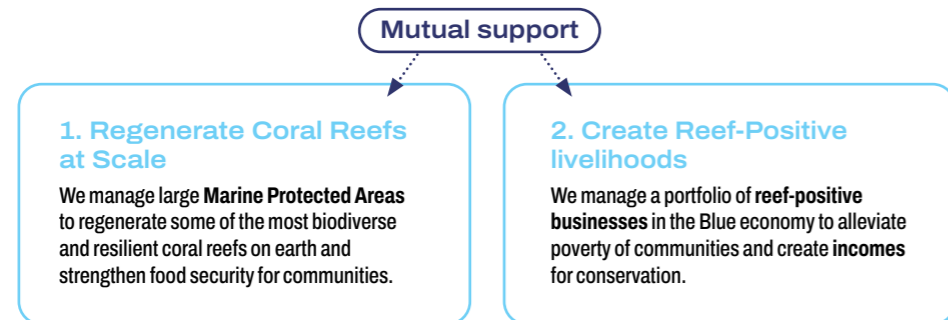 Mutual support
1. Regenerate Coral Reefs
at Scale
We manage large Marine Protected Areas
to regenerate some of the most biodiverse
and resilient coral reefs on earth and
strengthen food security for communities.
2. Create Reef-Positive
livelihoods
We manage a portfolio of reef-positive
businesses in the Blue economy to alleviate
poverty of communities and create incomes
for conservation.